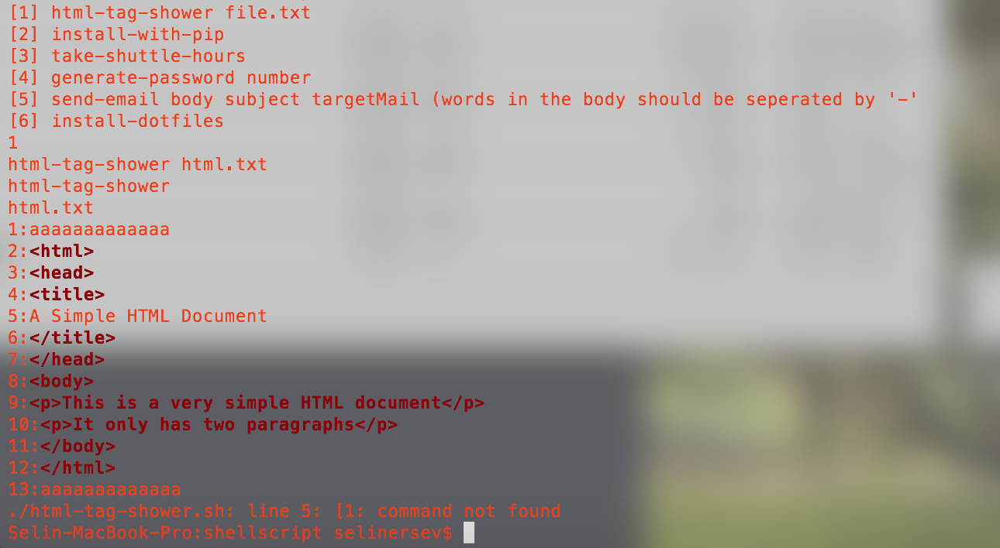 [1] html-tag-shower file.txt
[2] install-with-pip
[3] take-shuttle-hours
[4] generate-password number
[5] send-email body subject targetMail (words in the body should be seperated by '-'
[6] install-dotfiles
1
html-tag-shower html.txt
html-tag-shower
html.txt
1:aaaaaaaaaaaaa
2:<html>
3:<head>
4:<title>
5:A Simple HTML Document
6:</title>
7:</head>
8:<body>
9:<p>This is a very simple HTML document</p>
10:<p>It only has two paragraphs</p>
11:</body>
12:</html>
13:aaaaaaaaaaaaa
./html-tag-shower.sh: line 5: [1: command not found
Selin-MacBook-Pro:shellscript selinersev$